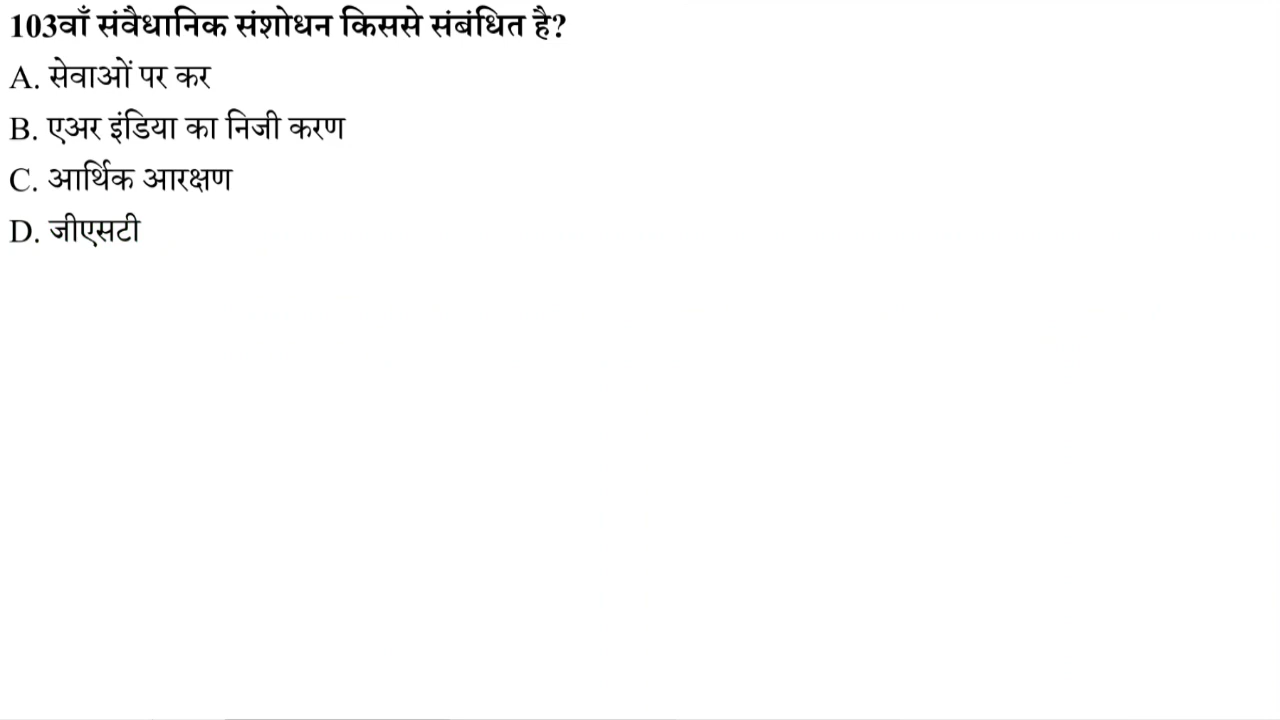 103वाँ संवैधानिक संशोधन किससे संबंधित है?
A. सेवाओं पर कर
B. एअर इंडिया का निजी करण
C. आर्थिक आरक्षण
D. जीएसटी